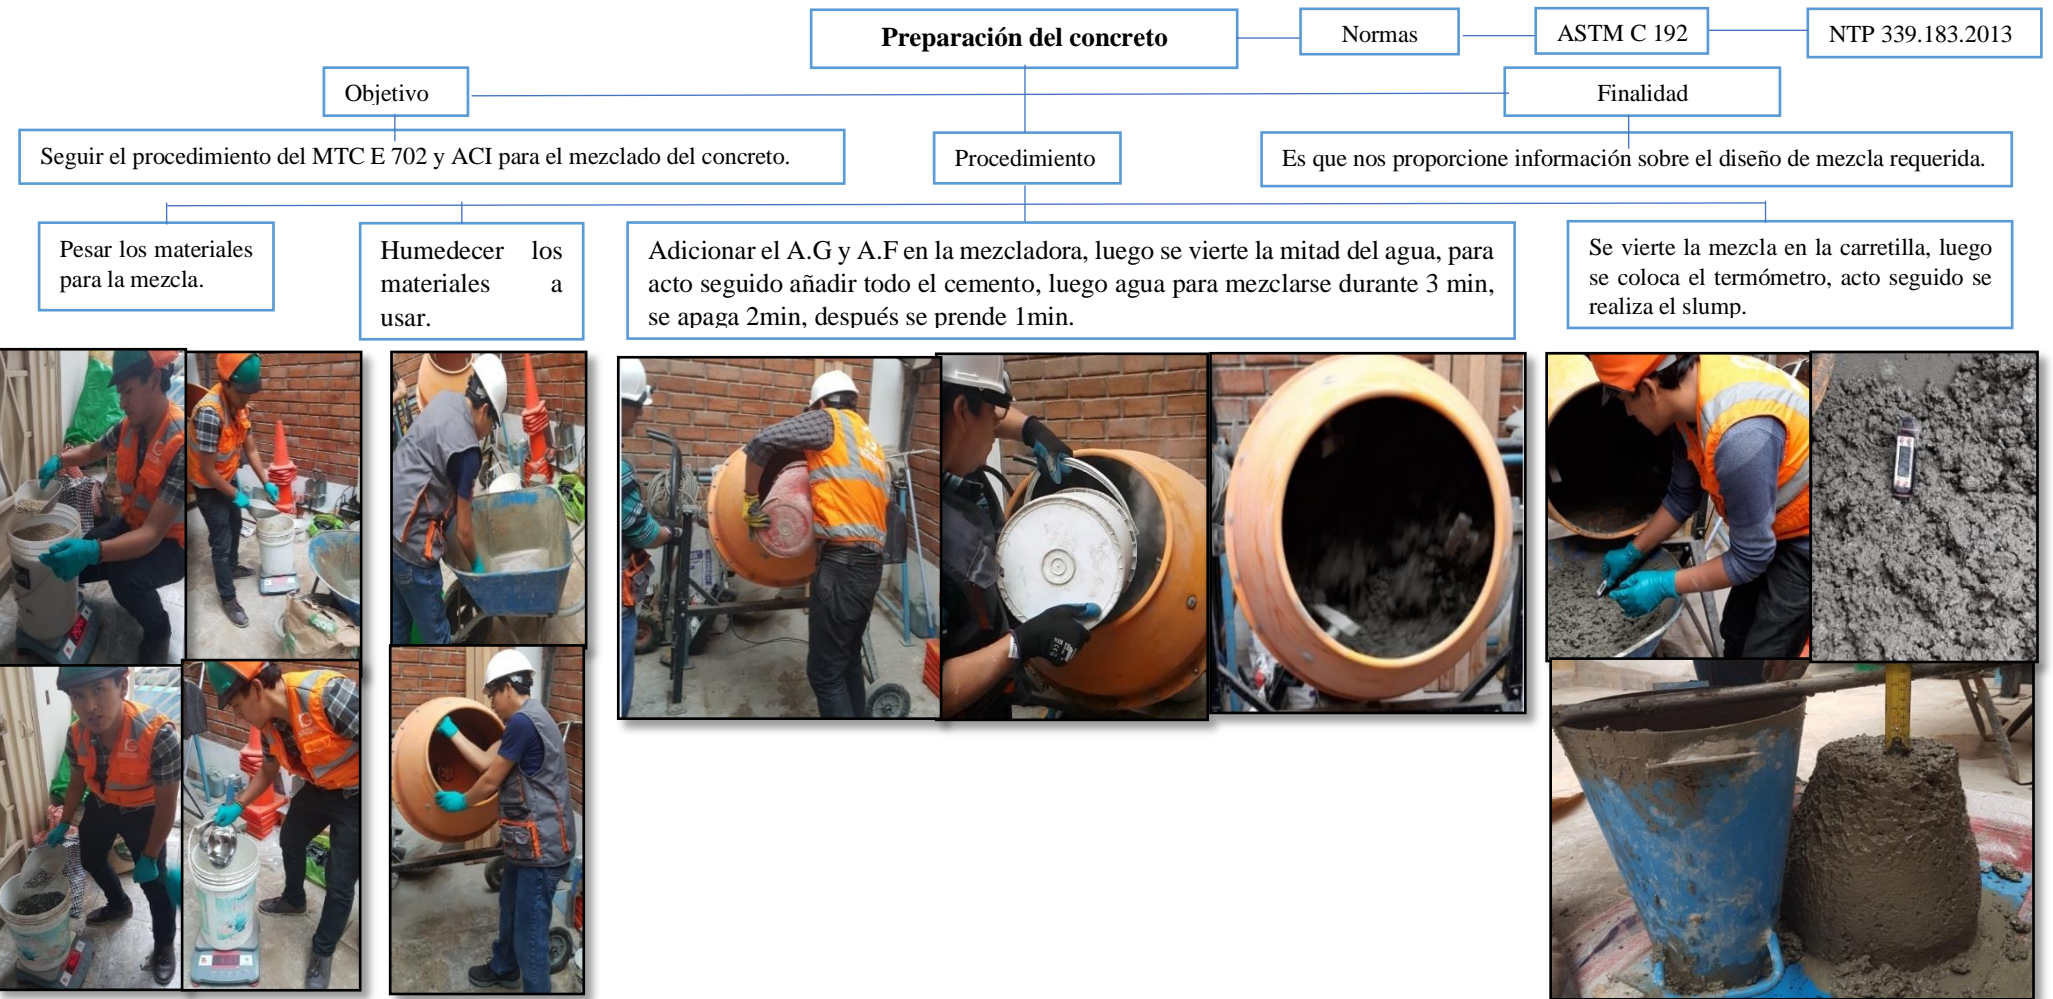 Preparación del concreto
Normas
ASTM C 192
NTP 339.183.2013
Objetivo
Finalidad
Seguir el procedimiento del MTC E 702 y ACI para el mezclado del concreto.
Procedimiento
Es que nos proporcione información sobre el diseño de mezcla requerida.
Pesar los materiales
para la mezcla.
Humedecer los
materiales a
usar.
Adicionar el A.G y A.F en la mezcladora, luego se vierte la mitad del agua, para
acto seguido añadir todo el cemento, luego agua para mezclarse durante 3 min,
se apaga 2min, después se prende 1min.
Se vierte la mezcla en la carretilla, luego
se coloca el termómetro, acto seguido se
realiza el slump.